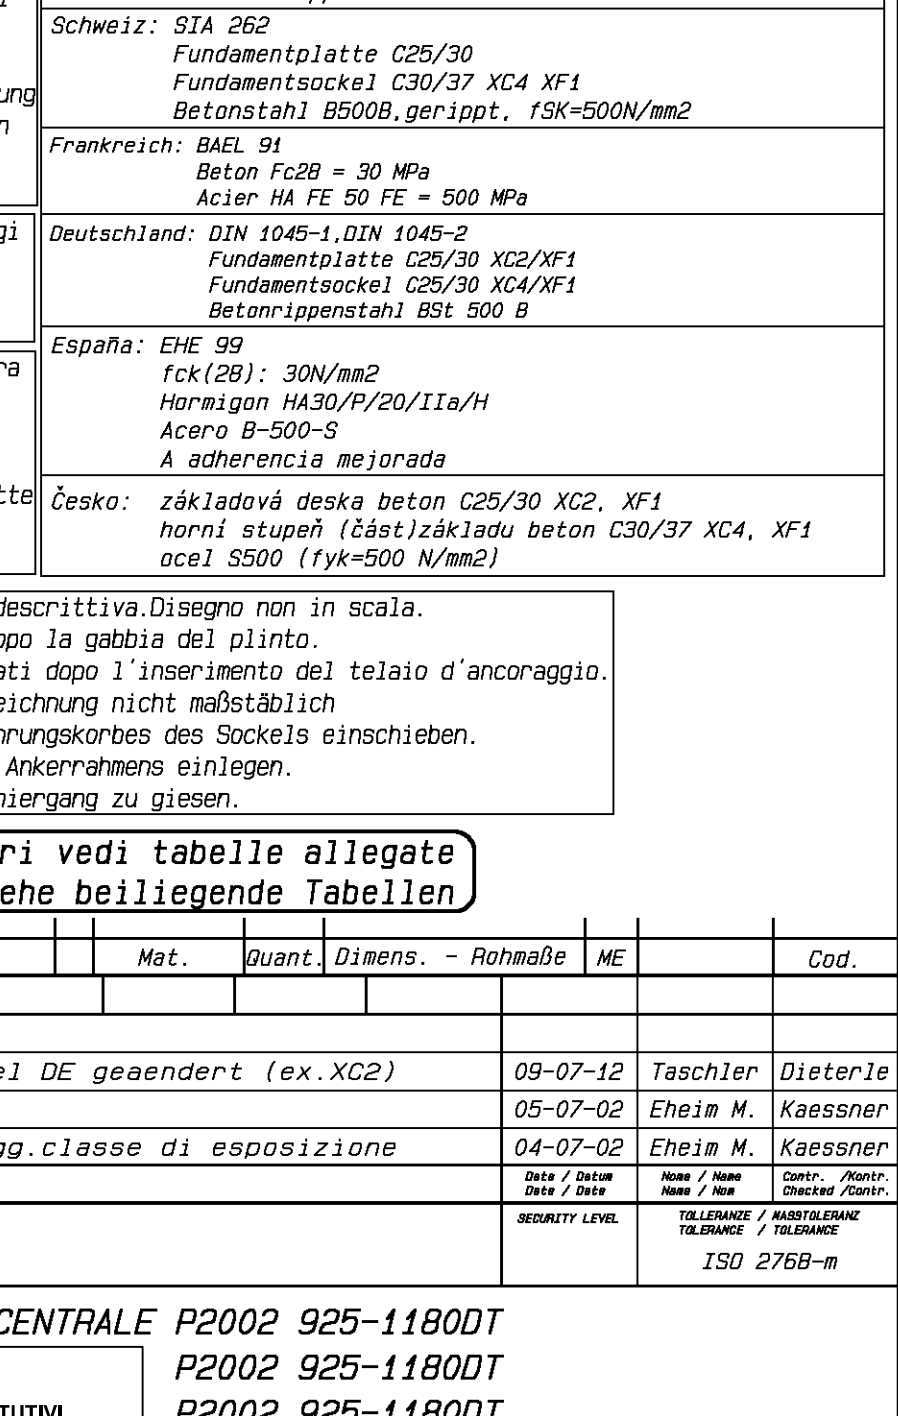 ung
n
gi
ra
tte
Schweiz: SIA 262
Fundamentplatte C25/30
Fundamentsockel C30/37 XC4 XF1
Betonstahl B500B,gerippt, fSK=500N/mm2
Frankreich: BAEL 91
Beton Fc28 = 30 MPa
Acier HA FE 50 FE = 500 MPa
Deutschland: DIN 1045-1,DIN 1045-2
Fundamentplatte C25/30 XC2/XF1
Fundamentsockel C25/30 XC4/XF1
Betonrippenstahl BSt 500 B
España: EHE 99
fck(28): 30N/mm2
Hormigon HA30/P/20/IIa/H
Acero B-500-S
A adherencia mejorada
Česko: základová deska beton C25/30 XC2, XF1
horní stupeň (část)základu beton C30/37 XC4, XF1
ocel S500 (fyk=500 N/mm2)
descrittiva.Disegno non in scala.
opo la gabbia del plinto.
ati dopo l'inserimento del telaio d'ancoraggio.
eichnung nicht maßstäblich
hrungskorbes des Sockels einschieben.
Ankerrahmens einlegen.
niergang zu giesen.
ri vedi tabelle allegate
ehe beiliegende Tabellen
Mat. Quant. Dimens. - Rohmaße ME Cod.
el DE geaendert (ex.XC2) 09-07-12 Taschler Dieterle
05-07-02 Eheim M. Kaessner
gg.classe di esposizione 04-07-02 Eheim M. Kaessner
Data / Datum Nome / Name Contr. /Kontr.
Date / Date Name / Nom Checked /Contr.
SECURITY LEVEL TOLLERANZE / MASSTOLERANZ
TOLERANCE / TOLERANCE
ISO 2768-m
CENTRALE P2002 925-1180DT
P2002 925-1180DT
P2002 925-1180DT
TUTIVI